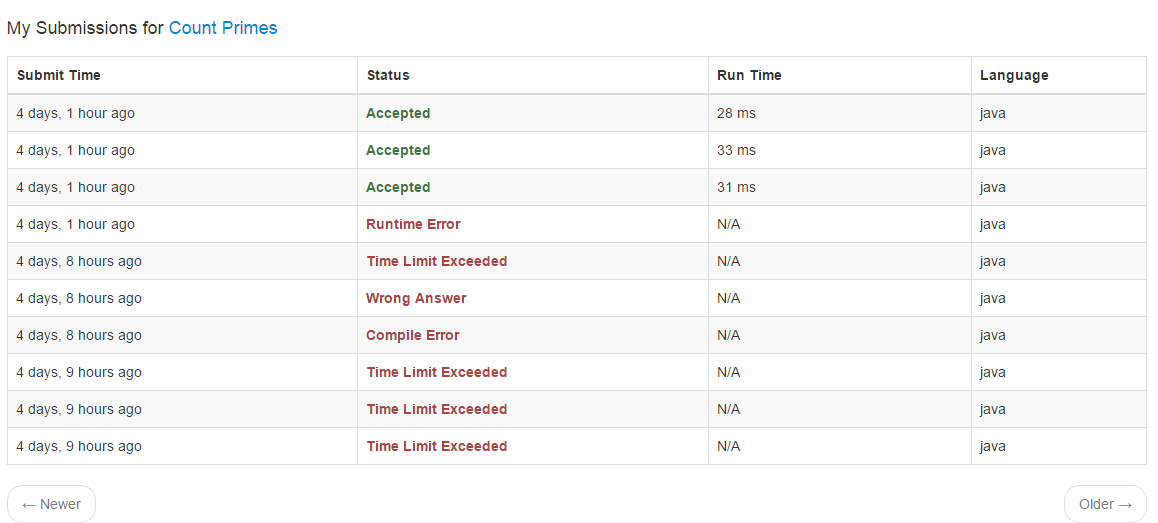 My Submissions for Count Primes
Submit Time Status Run Time Language
4 days, 1 hour ago Accepted 28 ms java
4 days, 1 hour ago Accepted 33 ms java
4 days, 1 hour ago Accepted 31 ms java
4 days, 1 hour ago Runtime Error N/A java
4 days, 8 hours ago Time Limit Exceeded N/A java
4 days, 8 hours ago Wrong Answer N/A java
4 days, 8 hours ago Compile Error N/A java
4 days, 9 hours ago Time Limit Exceeded N/A java
4 days, 9 hours ago Time Limit Exceeded N/A java
4 days, 9 hours ago Time Limit Exceeded N/A java
← Newer Older →